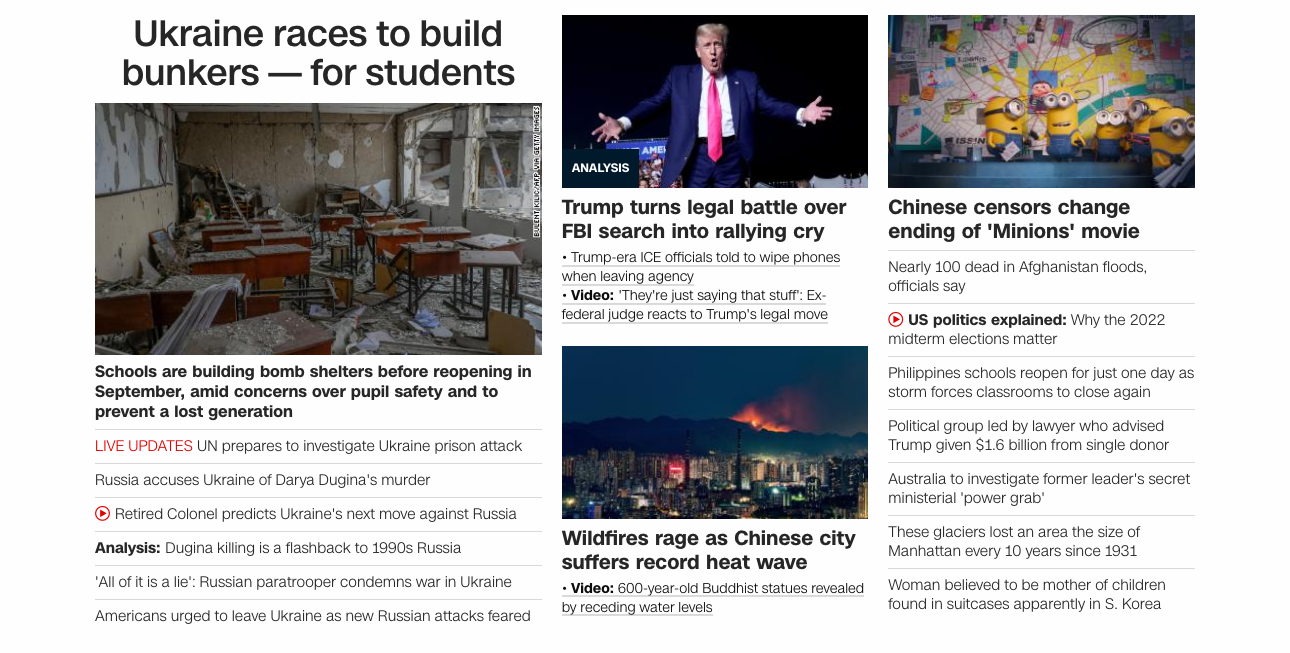 Ukraine races to build
bunkers — for students
BULENT KILIC/AFP VIA GETTY IMAGES
Schools are building bomb shelters before reopening in
September, amid concerns over pupil safety and to
prevent a lost generation
LIVE UPDATES UN prepares to investigate Ukraine prison attack
Russia accuses Ukraine of Darya Dugina's murder
Retired Colonel predicts Ukraine's next move against Russia
Analysis: Dugina killing is a flashback to 1990s Russia
'All of it is a lie': Russian paratrooper condemns war in Ukraine
Americans urged to leave Ukraine as new Russian attacks feared
ANALYSIS
Trump turns legal battle over
FBI search into rallying cry
• Trump-era ICE officials told to wipe phones
when leaving agency
• Video: 'They're just saying that stuff': Ex-
federal judge reacts to Trump's legal move
Wildfires rage as Chinese city
suffers record heat wave
• Video: 600-year-old Buddhist statues revealed
by receding water levels
Chinese censors change
ending of 'Minions' movie
Nearly 100 dead in Afghanistan floods,
officials say
US politics explained: Why the 2022
midterm elections matter
Philippines schools reopen for just one day as
storm forces classrooms to close again
Political group led by lawyer who advised
Trump given $1.6 billion from single donor
Australia to investigate former leader's secret
ministerial 'power grab'
These glaciers lost an area the size of
Manhattan every 10 years since 1931
Woman believed to be mother of children
found in suitcases apparently in S. Korea